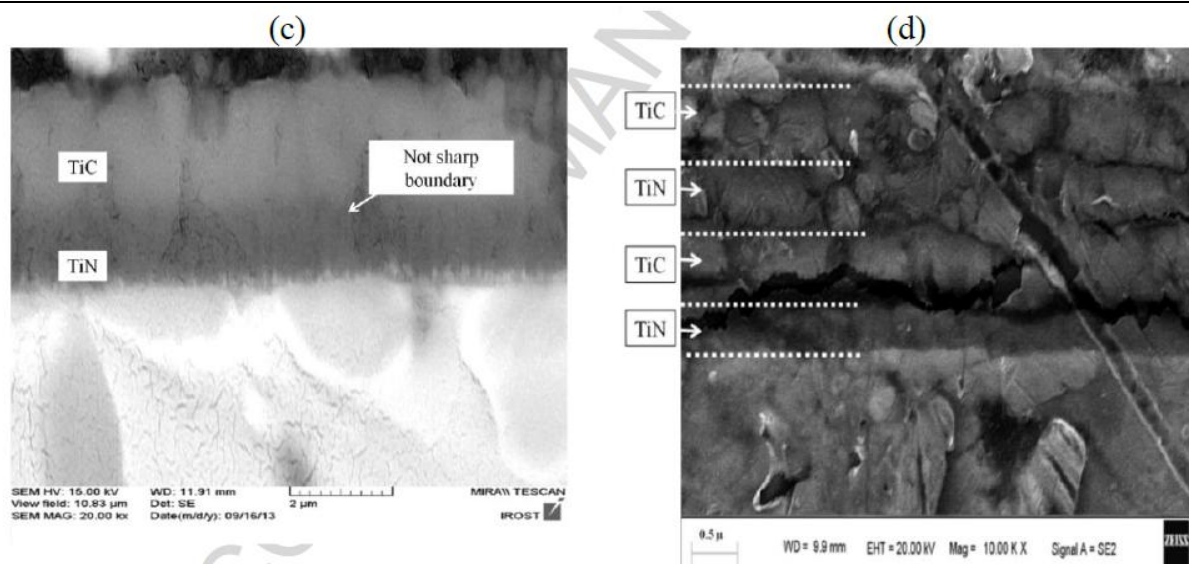 (c)
(d)
MAN
TiC
Not sharp
boundary
TiN
SEM HV: 15.00 kV
WD: 11.91 mm
MIRA\\ TESCAN
View field: 10.83 µm
Det: SE
2 µm
SEM MAG: 20.00 kx
Date(m/d/y): 09/16/13
IROST
TiC
TiN
TiC
TiN
0.5 µ
WD = 9.9 mm
EHT = 20.00 kV
Mag = 10.00 K X
Signal A = SE2
ZEISS